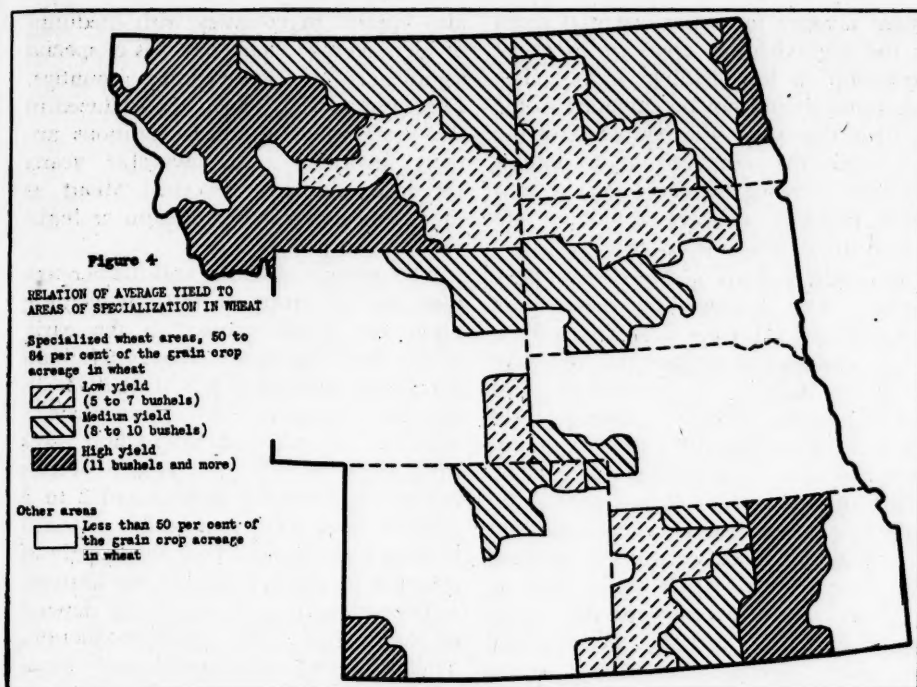 Figure 4
RELATION OF AVERAGE YIELD TO
AREAS OF SPECIALIZATION IN WHEAT
Specialized wheat areas, 50 to
84 per cent of the grain crop
acreage in wheat
Low yield
(5 to 7 bushels)
Medium yield
(8 to 10 bushels)
High yield
(11 bushels and more)
Other areas
Less than 50 per cent of
the grain crop acreage
in wheat